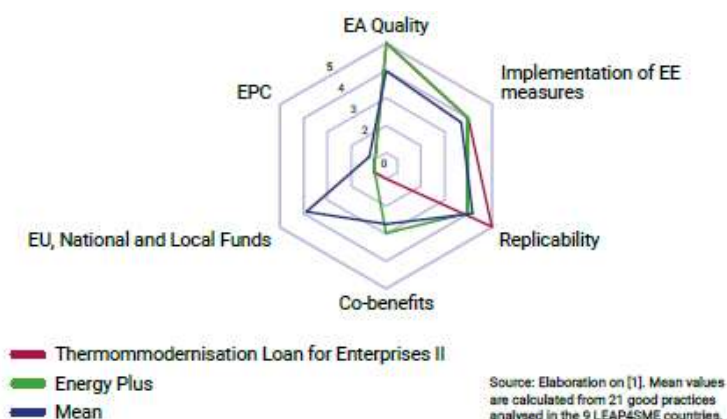 EA Quality
5
4
3
2
0
Implementation of EE
measures
EPC
EU, National and Local Funds
Replicability
Co-benefits
Thermommodernisation Loan for Enterprises II
Energy Plus
Mean
Source: Elaboration on [1]. Mean values
are calculated from 21 good practices
analysed in the 9 LEAP4SME countries.